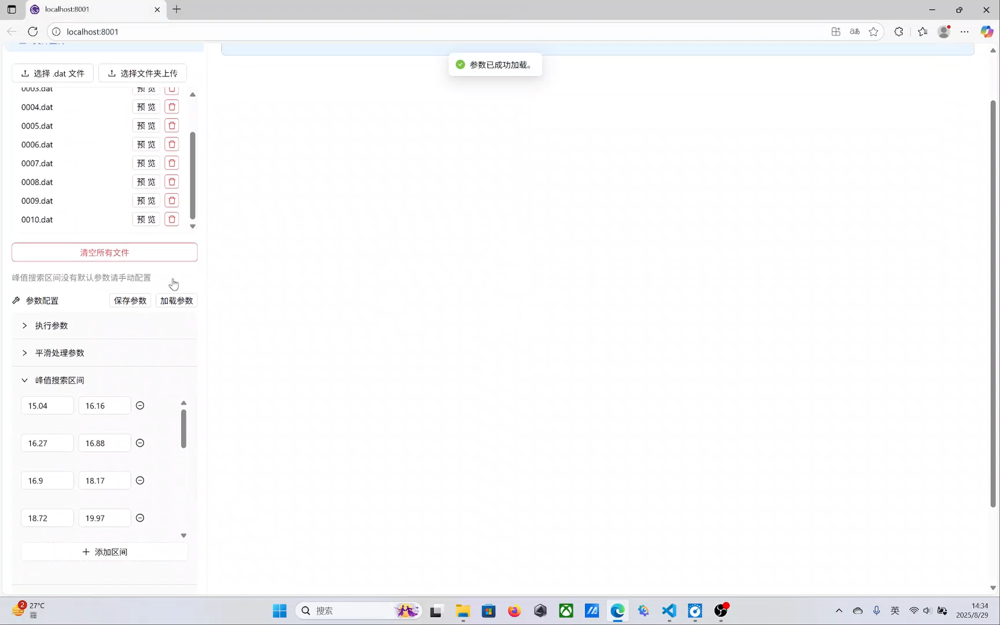 localhost:8001
localhost:8001
参数已成功加载。
选择 .dat 文件
选择文件夹上传
0003.dat 预 览
0004.dat 预 览
0005.dat 预 览
0006.dat 预 览
0007.dat 预 览
0008.dat 预 览
0009.dat 预 览
0010.dat 预 览
清空所有文件
峰值搜索区间没有默认参数请手动配置
参数配置 保存参数 加载参数
执行参数
平滑处理参数
峰值搜索区间
15.04 16.16
16.27 16.88
16.9 18.17
18.72 19.97
添加区间
2
27°C
霾
搜索
英
14:34
2025/8/29